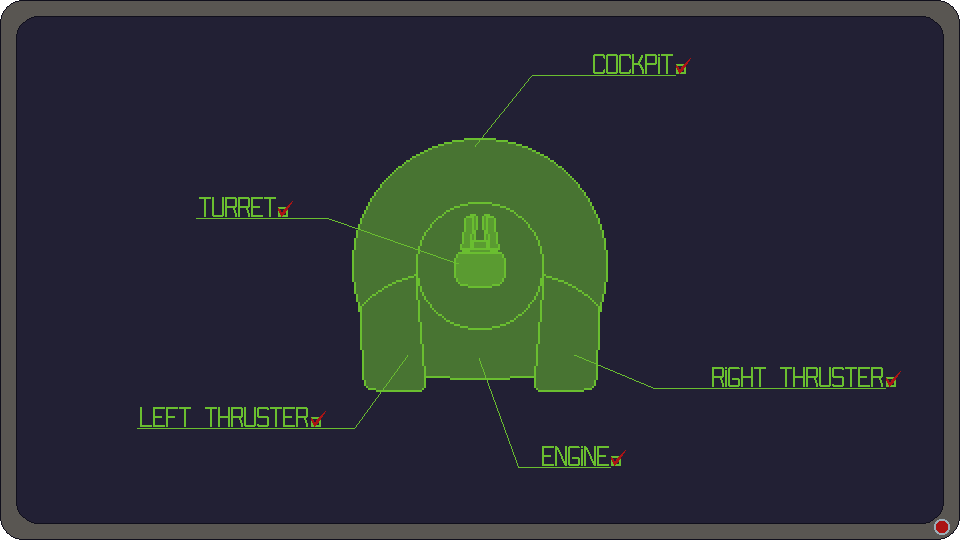 COCKPiT
TURRET
RiGHT THRUSTER
LEFT THRUSTER
ENGiNE